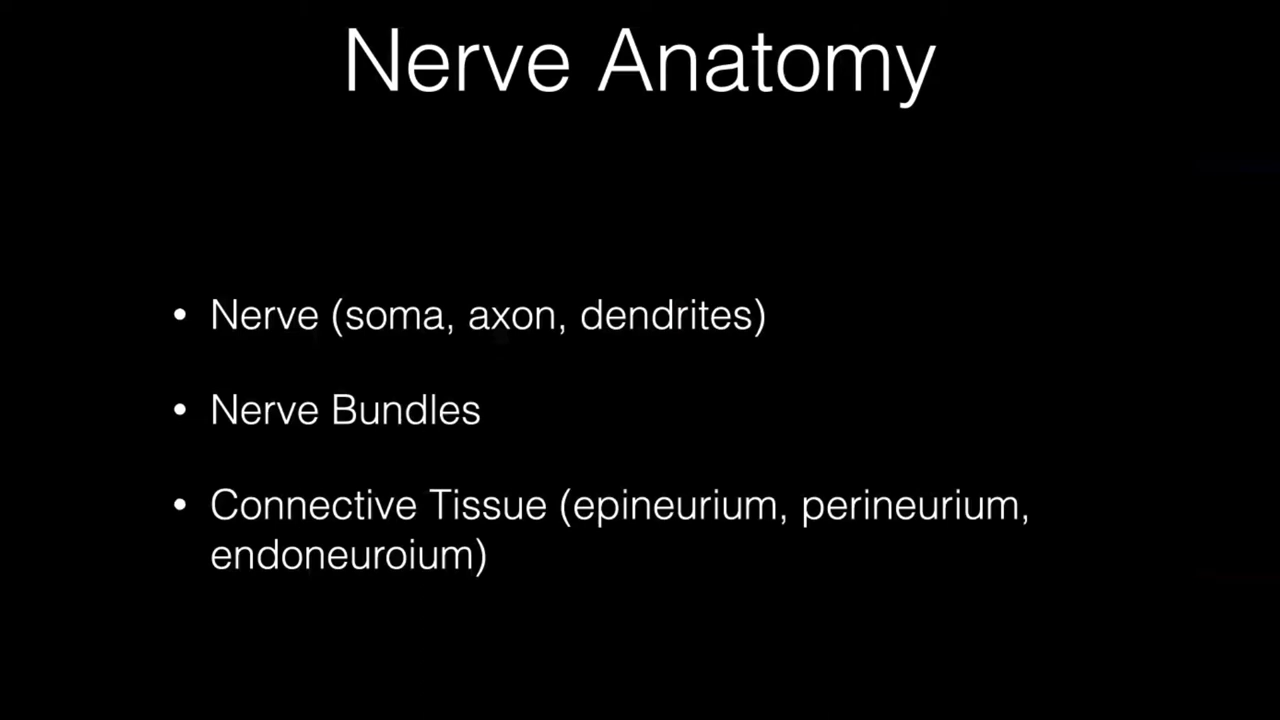 Nerve Anatomy
• Nerve (soma, axon, dendrites)
• Nerve Bundles
• Connective Tissue (epineurium, perineurium,
endoneuroium)